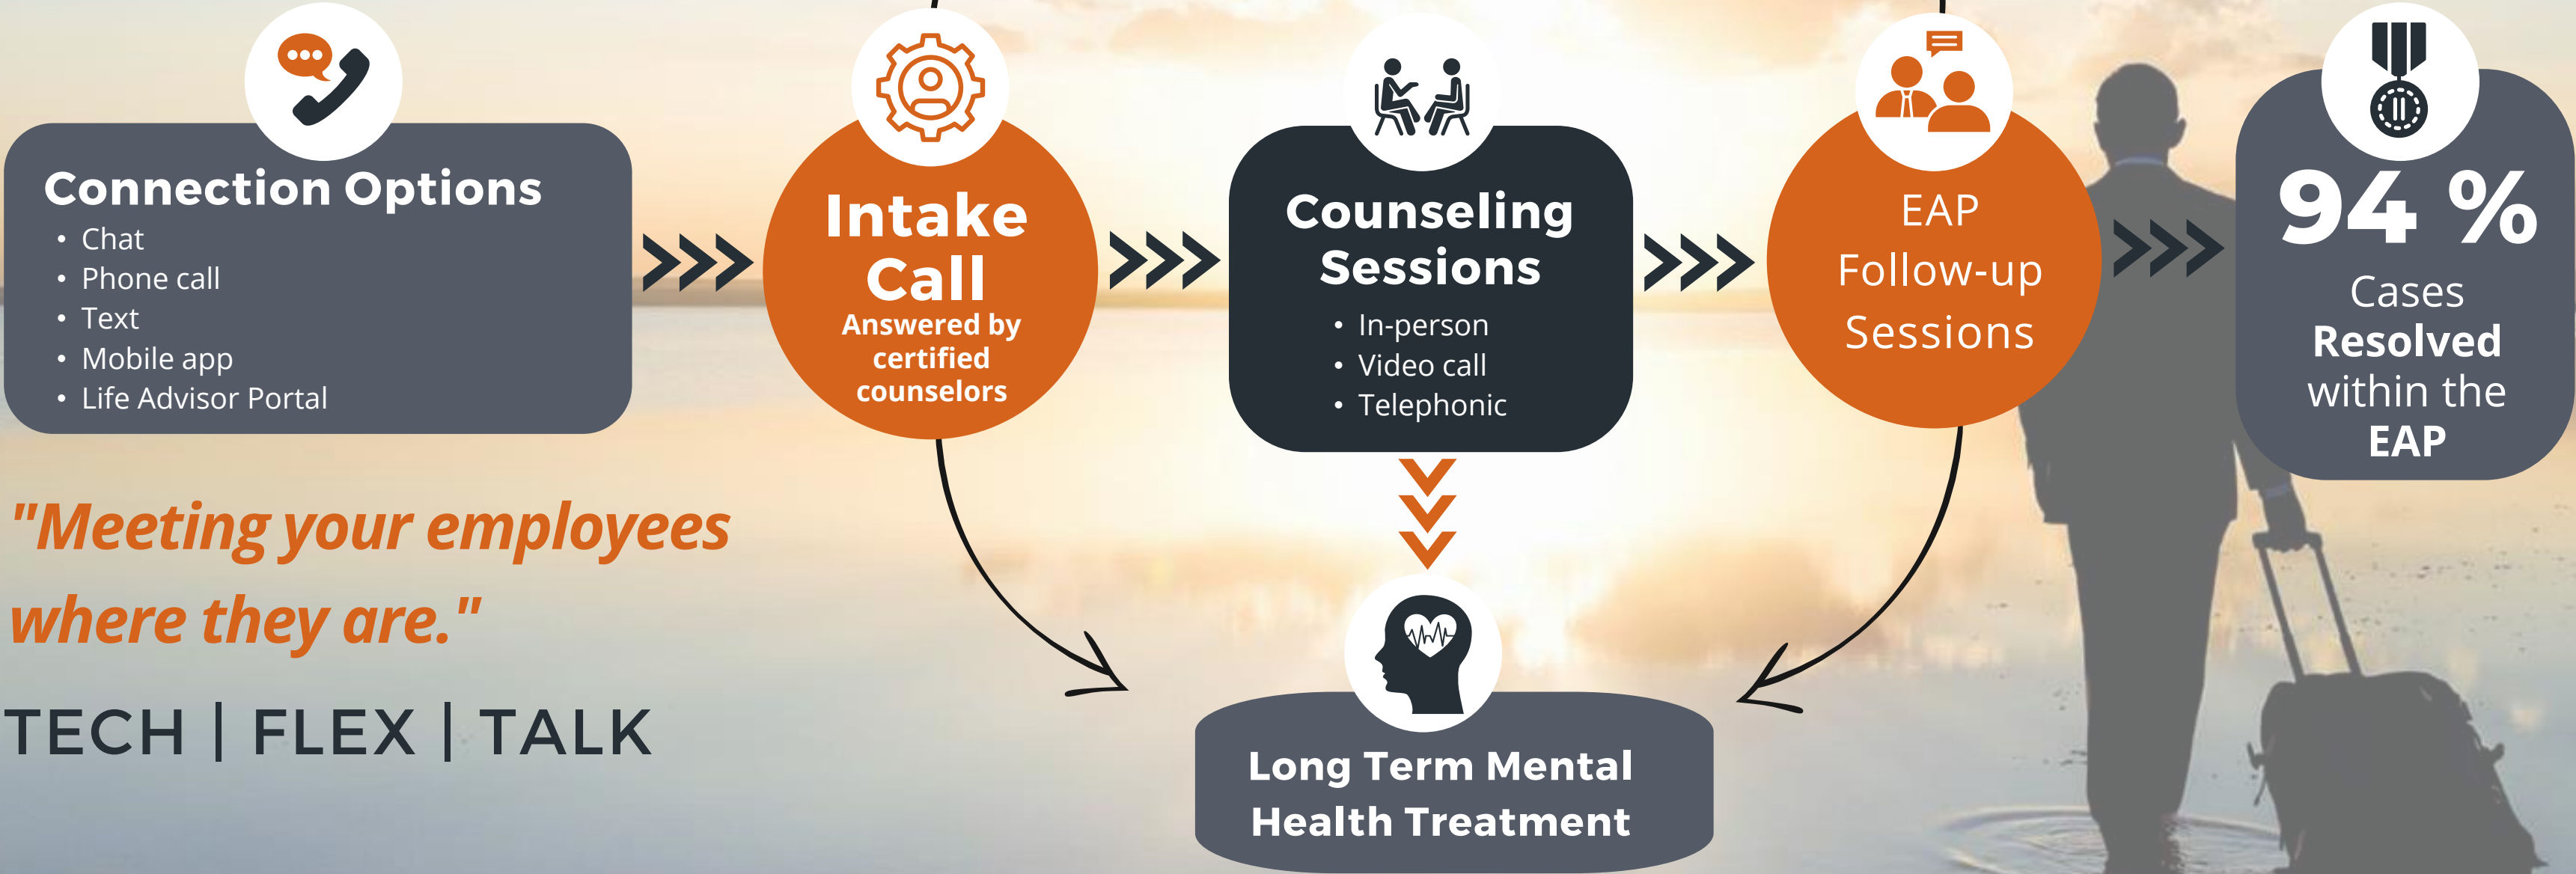 Connection Options
• Chat
• Phone call
• Text
• Mobile app
• Life Advisor Portal
Intake
Call
Answered by
certified
counselors
Counseling
Sessions
• In-person
• Video call
• Telephonic
EAP
Follow-up
Sessions
94 %
Cases
Resolved
within the
EAP
"Meeting your employees
where they are."
TECH | FLEX | TALK
Long Term Mental
Health Treatment